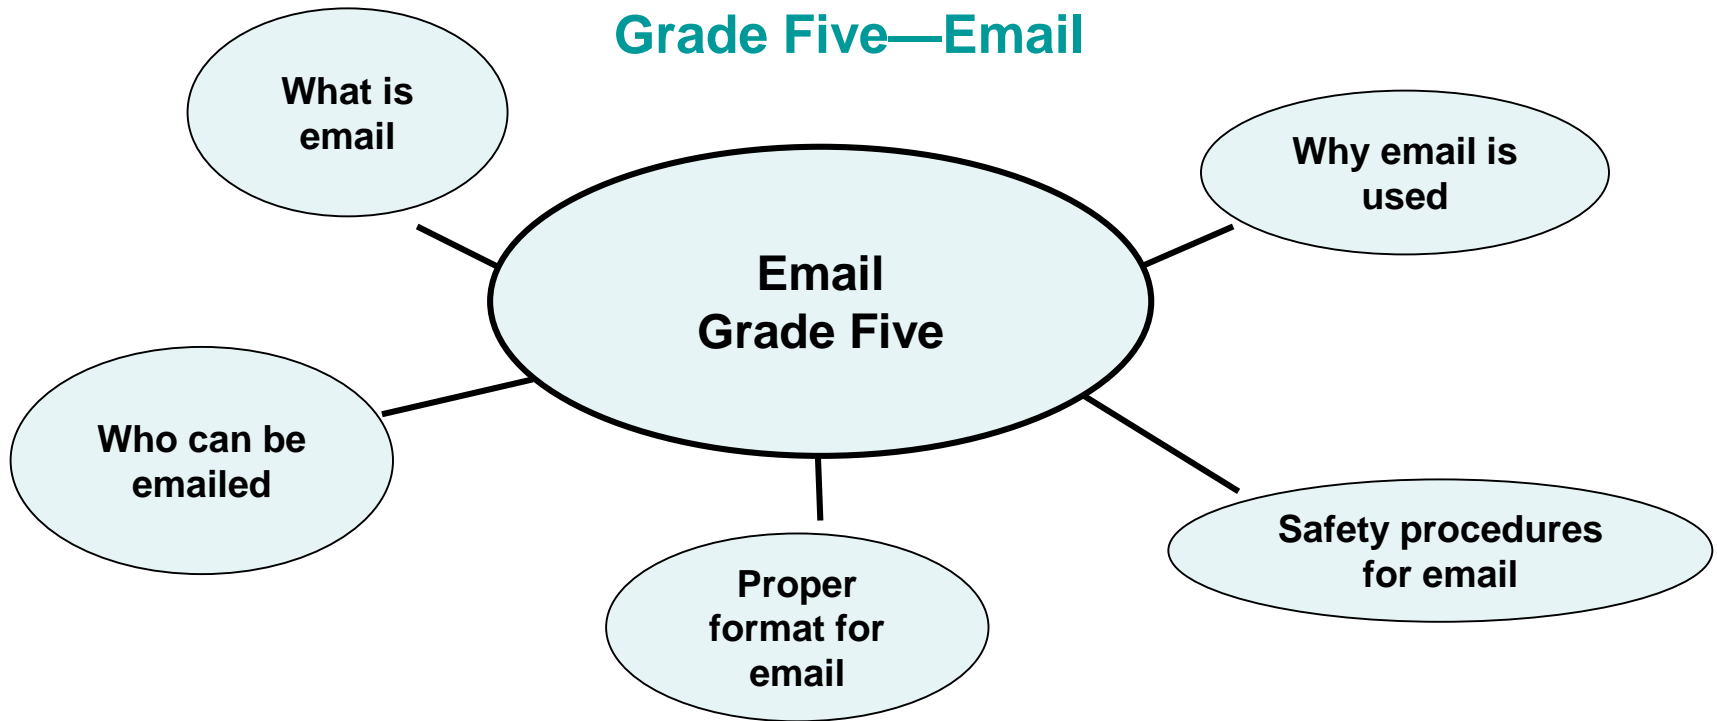 Grade Five—Email
What is
email
Why email is
used
Email
Grade Five
Who can be
emailed
Safety procedures
for email
Proper
format for
email